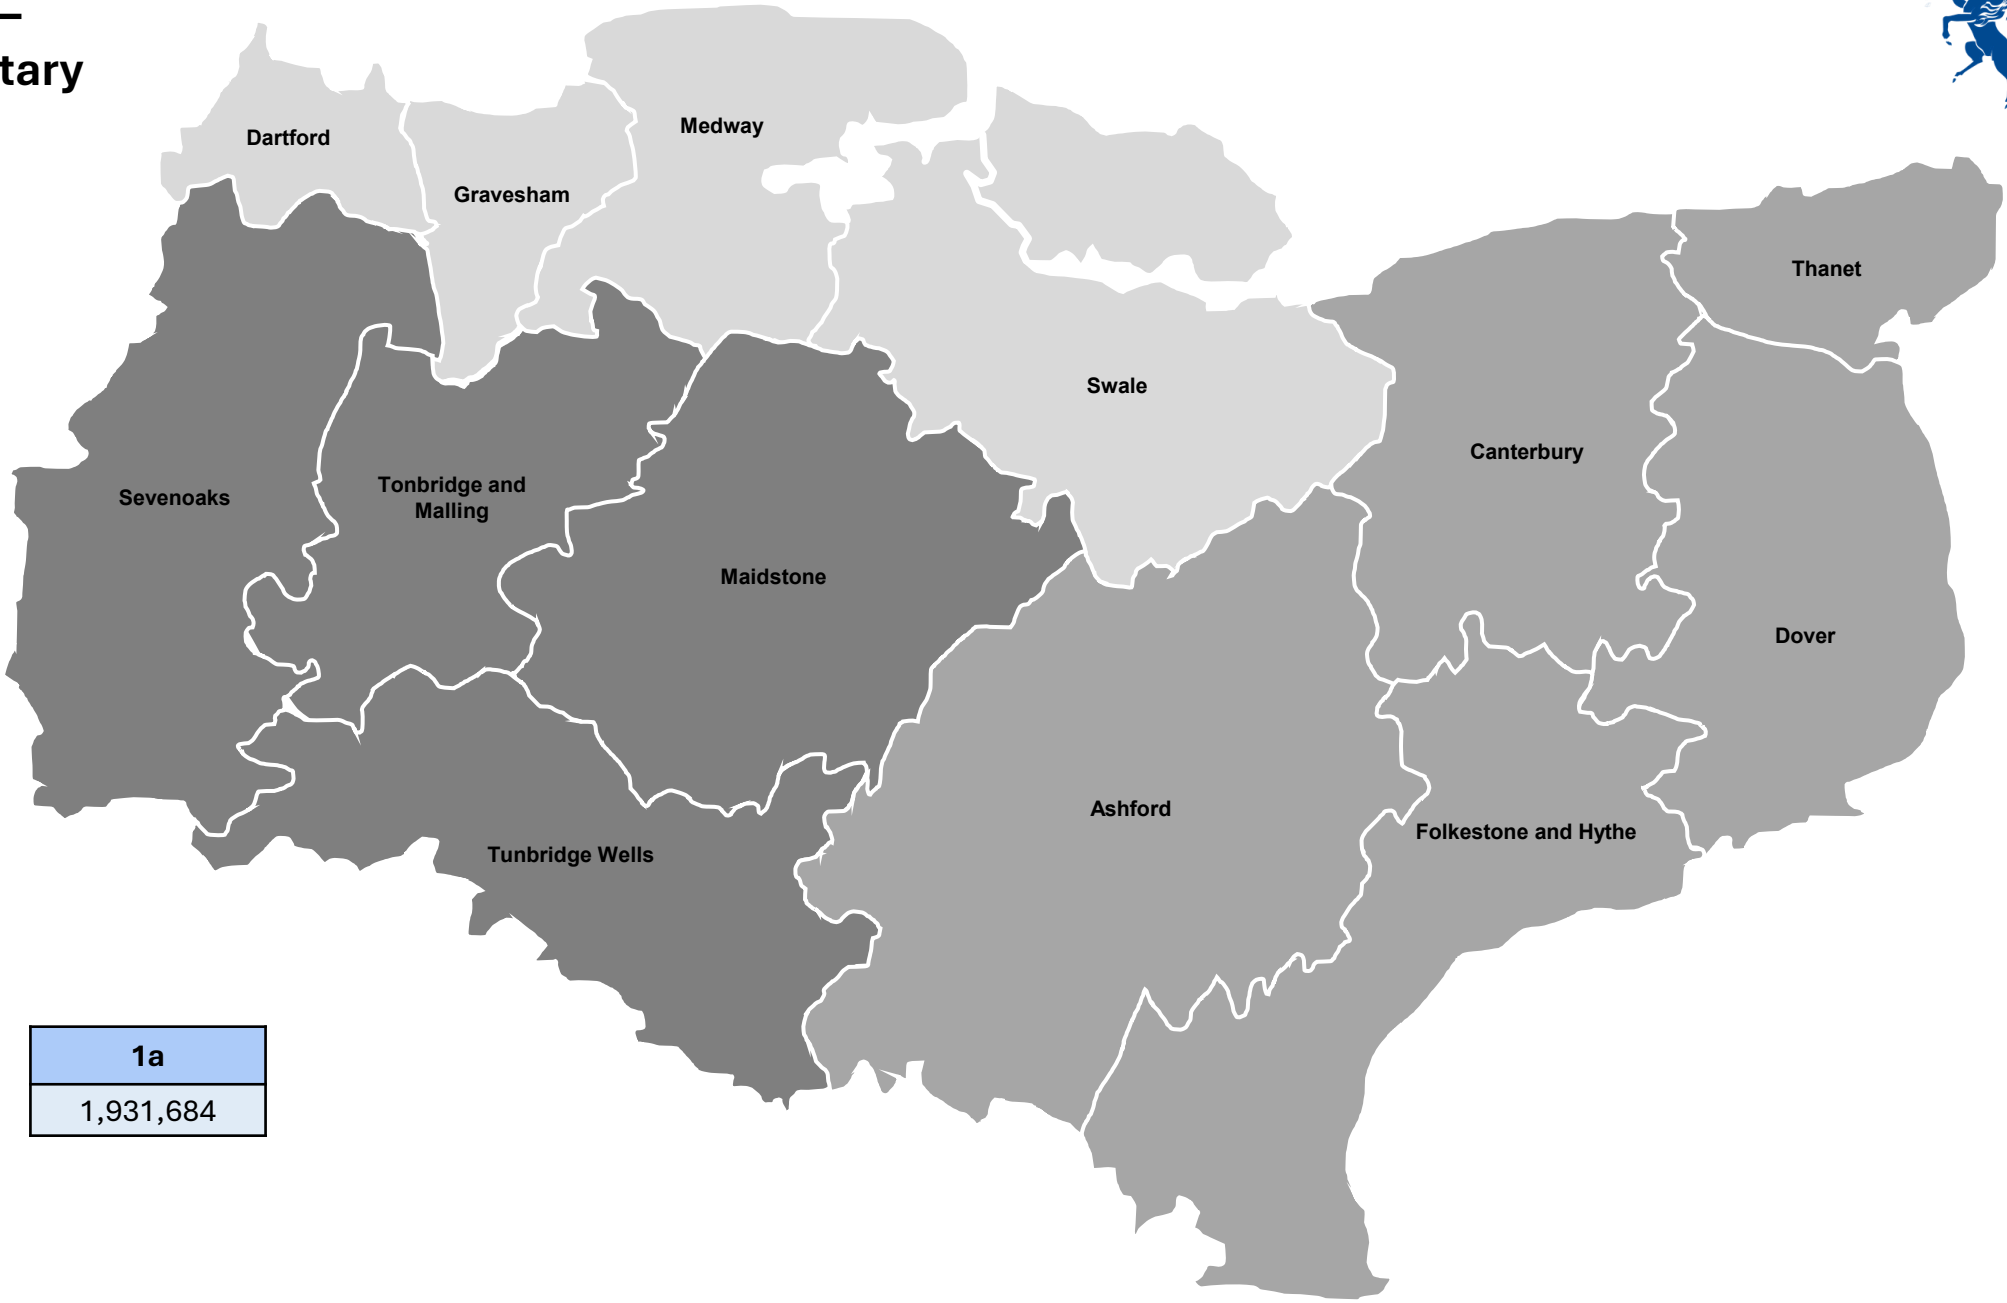 –
tary
Dartford
Medway
Gravesham
Thanet
Swale
Canterbury
Sevenoaks
Tonbridge and
Malling
Maidstone
Dover
Ashford
Folkestone and Hythe
Tunbridge Wells
1a
1,931,684